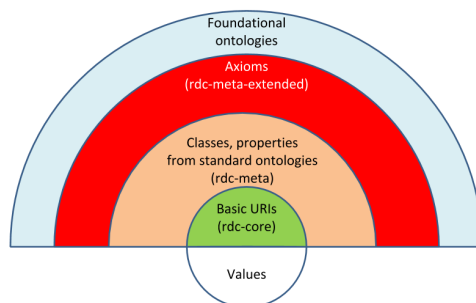 Foundational
ontologies
Axioms
(rdc-meta-extended)
Classes, properties
from standard ontologies
(rdc-meta)
Basic URIs
(rdc-core)
Values